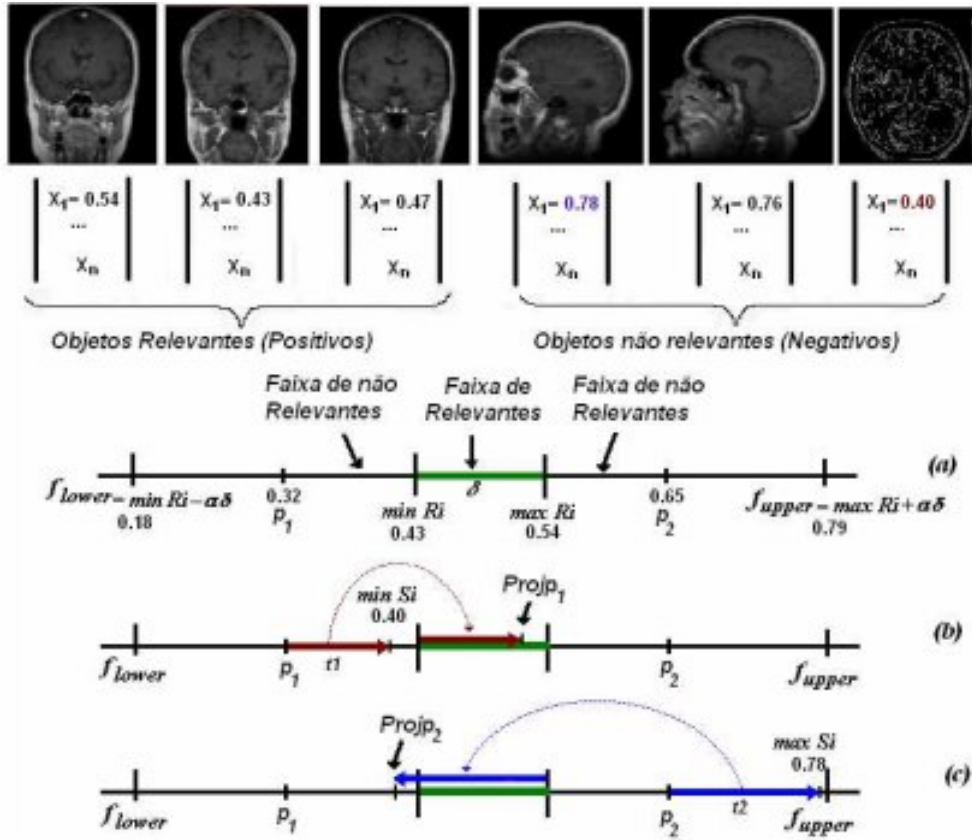 X1= 0.54 X1= 0.43 X1= 0.47 X1= 0.78 X1= 0.76 X1= 0.40
... ... ... ... ... ...
Xn Xn Xn Xn Xn Xn
Objetos Relevantes (Positivos) Objetos não relevantes (Negativos)
Faixa de não Relevantes
Faixa de Relevantes
Faixa de não Relevantes
(a)
flower = min Ri – αδ
0.18
0.32
p1
δ
min Ri
0.43
max Ri
0.54
0.65
p2
fupper = max Ri + αδ
0.79
min Si
0.40
Projp1
(b)
flower p1 t1 p2 fupper
Projp2
max Si
0.78
(c)
flower p1 p2 t2 fupper